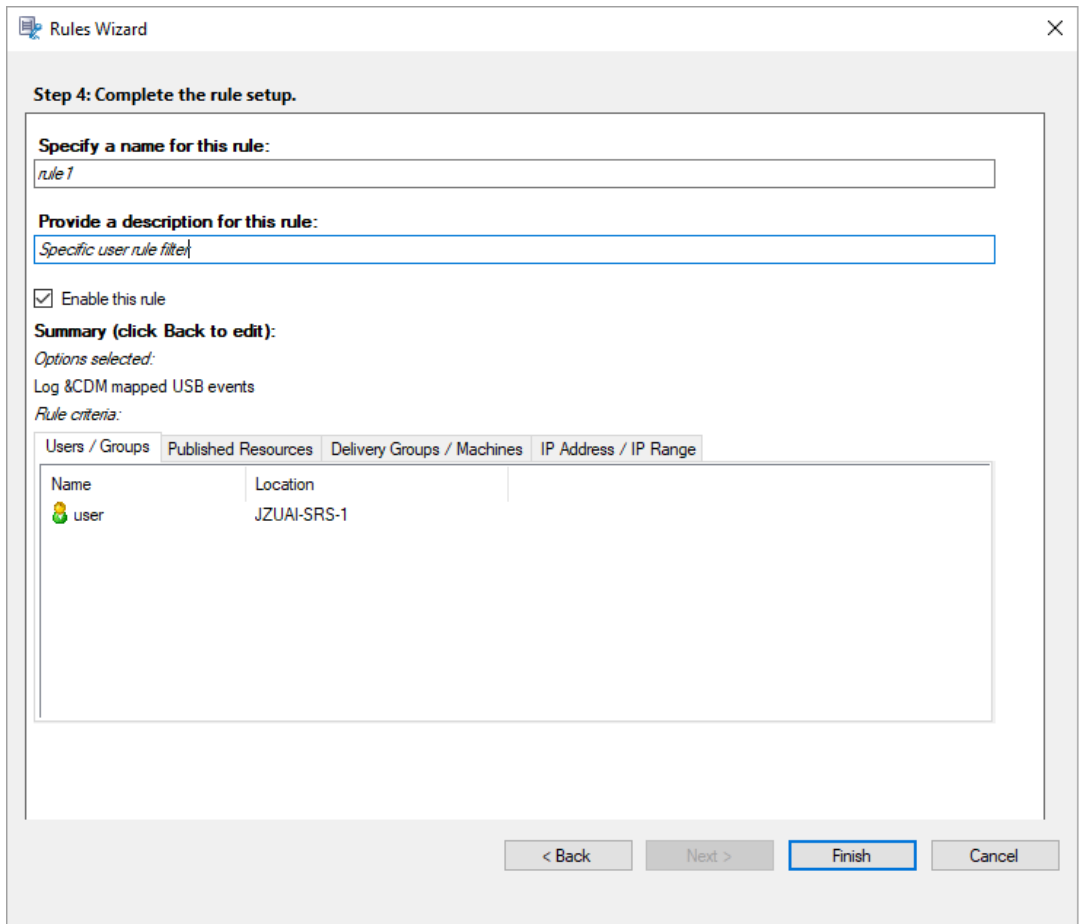 Rules Wizard
Step 4: Complete the rule setup.
Specify a name for this rule:
rule1
Provide a description for this rule:
Specific user rule filter
Enable this rule
Summary (click Back to edit):
Options selected:
Log &CDM mapped USB events
Rule criteria:
Users / Groups Published Resources Delivery Groups / Machines IP Address / IP Range
Name Location
user JZUAI-SRS-1
< Back Next > Finish Cancel